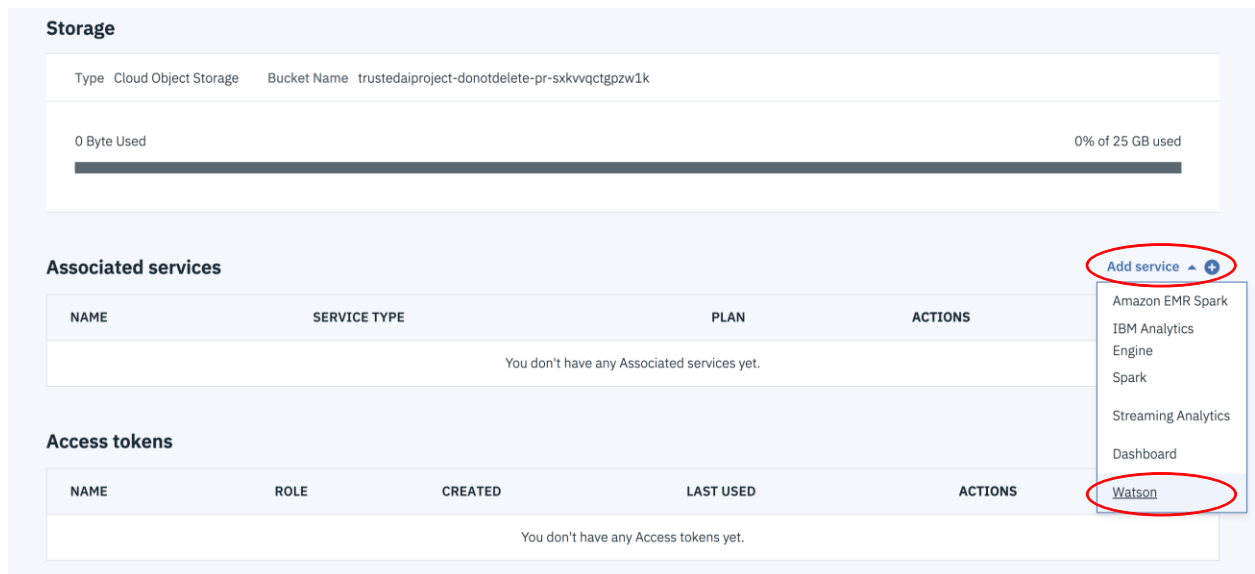 Storage
Type Cloud Object Storage Bucket Name trustedaiproject-donotdelete-pr-sxkvvqctgpzw1k
0 Byte Used 0% of 25 GB used
Associated services Add service
NAME SERVICE TYPE PLAN ACTIONS
You don't have any Associated services yet.
Amazon EMR Spark
IBM Analytics
Engine
Spark
Streaming Analytics
Dashboard
Watson
Access tokens
NAME ROLE CREATED LAST USED ACTIONS
You don't have any Access tokens yet.